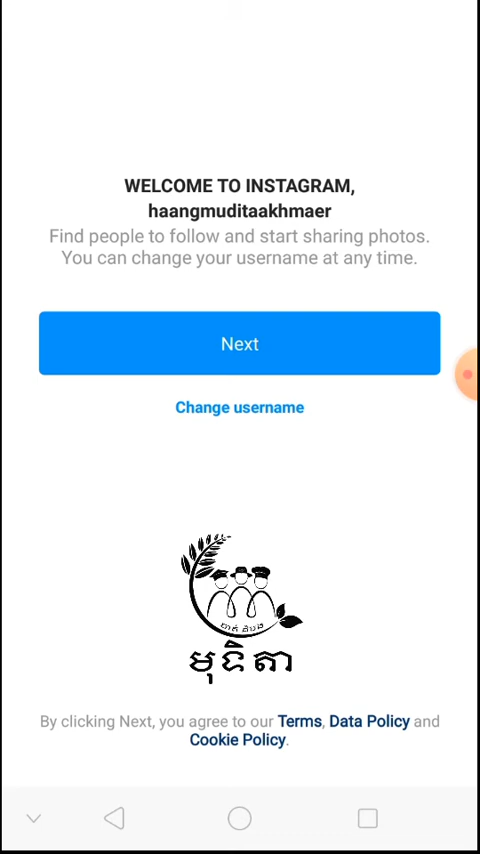 WELCOME TO INSTAGRAM,
haangmuditaakhmaer
Find people to follow and start sharing photos.
You can change your username at any time.
Next
Change username
មុទិតា
By clicking Next, you agree to our Terms, Data Policy and
Cookie Policy.